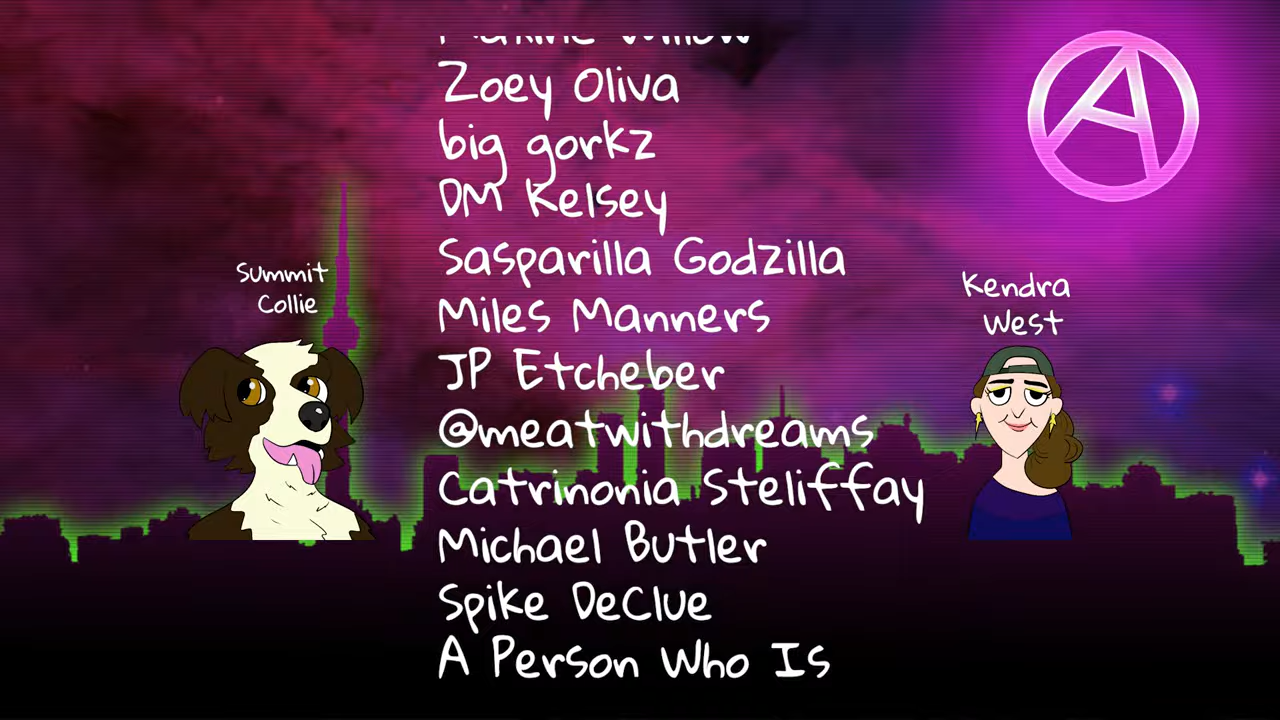 Zoey Oliva
big gorkz
DM Kelsey
Sasparilla Godzilla
Miles Manners
JP Etcheber
@meatwithdreams
Catrinonia Steliffay
Michael Butler
Spike DeClue
A Person Who Is
Summit
Collie
Kendra
West